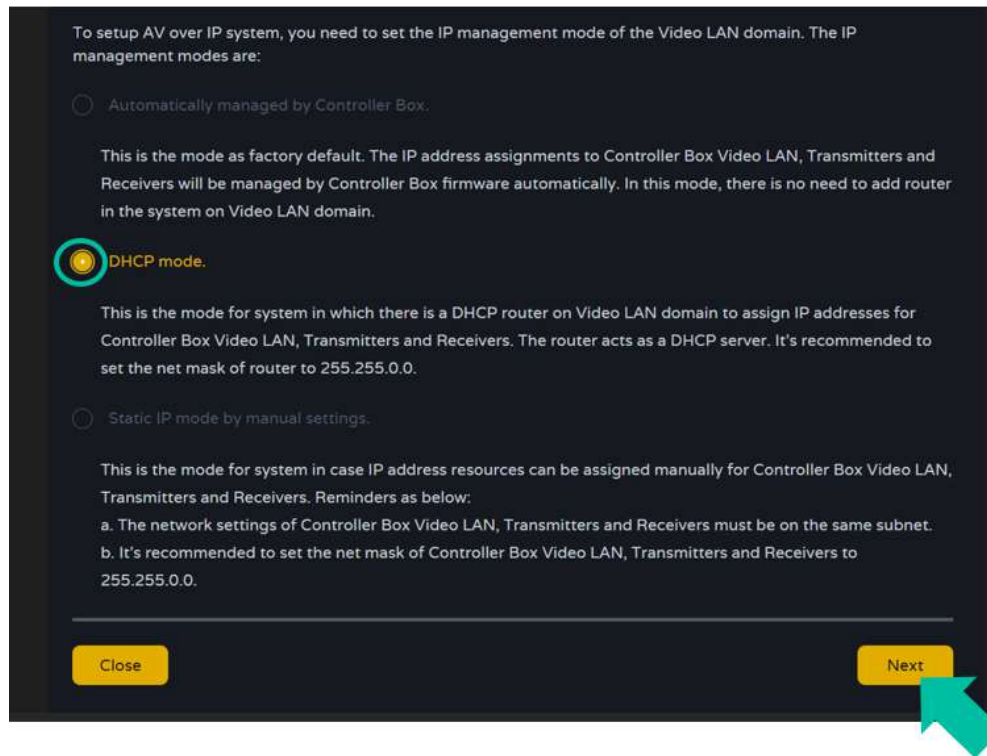 To setup AV over IP system, you need to set the IP management mode of the Video LAN domain. The IP
management modes are:
Automatically managed by Controller Box.
This is the mode as factory default. The IP address assignments to Controller Box Video LAN, Transmitters and
Receivers will be managed by Controller Box firmware automatically. In this mode, there is no need to add router
in the system on Video LAN domain.
DHCP mode.
This is the mode for system in which there is a DHCP router on Video LAN domain to assign IP addresses for
Controller Box Video LAN, Transmitters and Receivers. The router acts as a DHCP server. It's recommended to
set the net mask of router to 255.255.0.0.
Static IP mode by manual settings.
This is the mode for system in case IP address resources can be assigned manually for Controller Box Video LAN,
Transmitters and Receivers. Reminders as below:
a. The network settings of Controller Box Video LAN, Transmitters and Receivers must be on the same subnet.
b. It's recommended to set the net mask of Controller Box Video LAN, Transmitters and Receivers to
255.255.0.0.
Close
Next